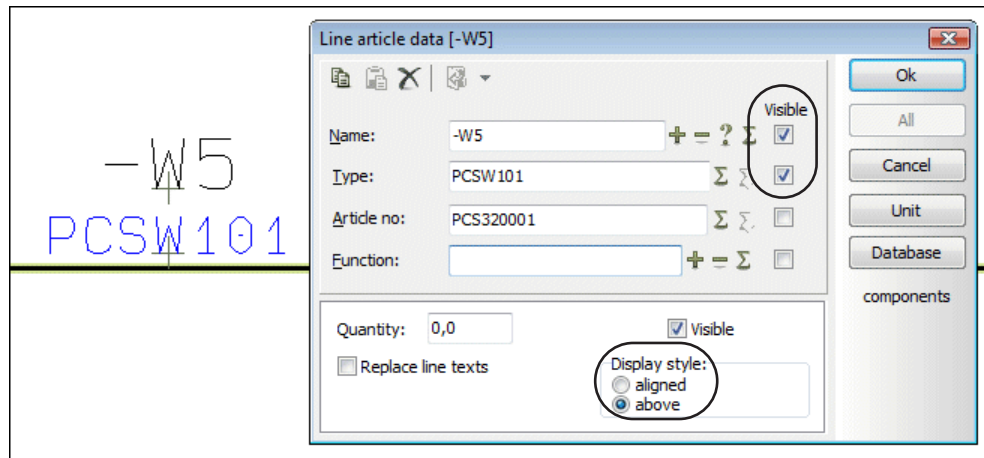 -W5
PCSW101
Line article data [-W5]
Visible
Name: -W5
Type: PCSW101
Article no: PCS320001
Function:
Quantity: 0,0
Visible
Replace line texts
Display style:
aligned
above
Ok
All
Cancel
Unit
Database
components